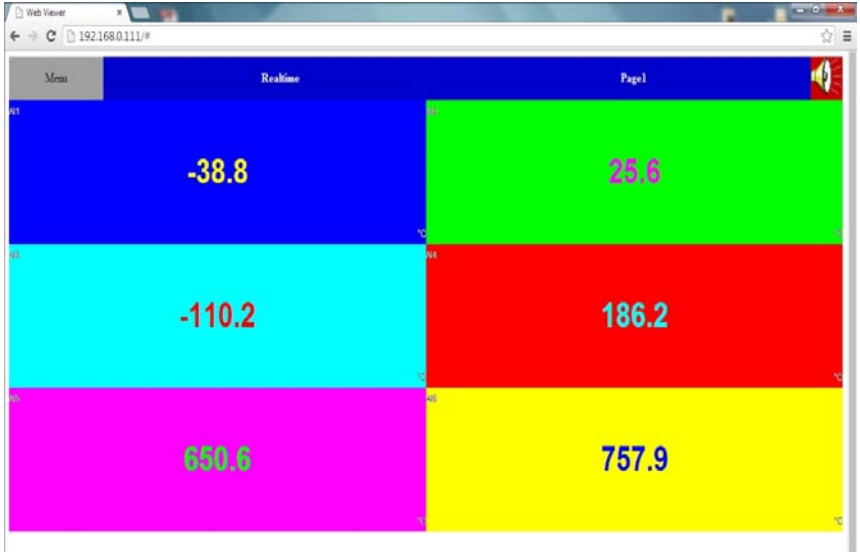 Web Viewer
192.168.0.111/#
Menu
Realtime
Page1
AI1
-38.8
°C
25.6
AI3
-110.2
°C
AI4
186.2
°C
AI5
650.6
°C
AI6
757.9
°C